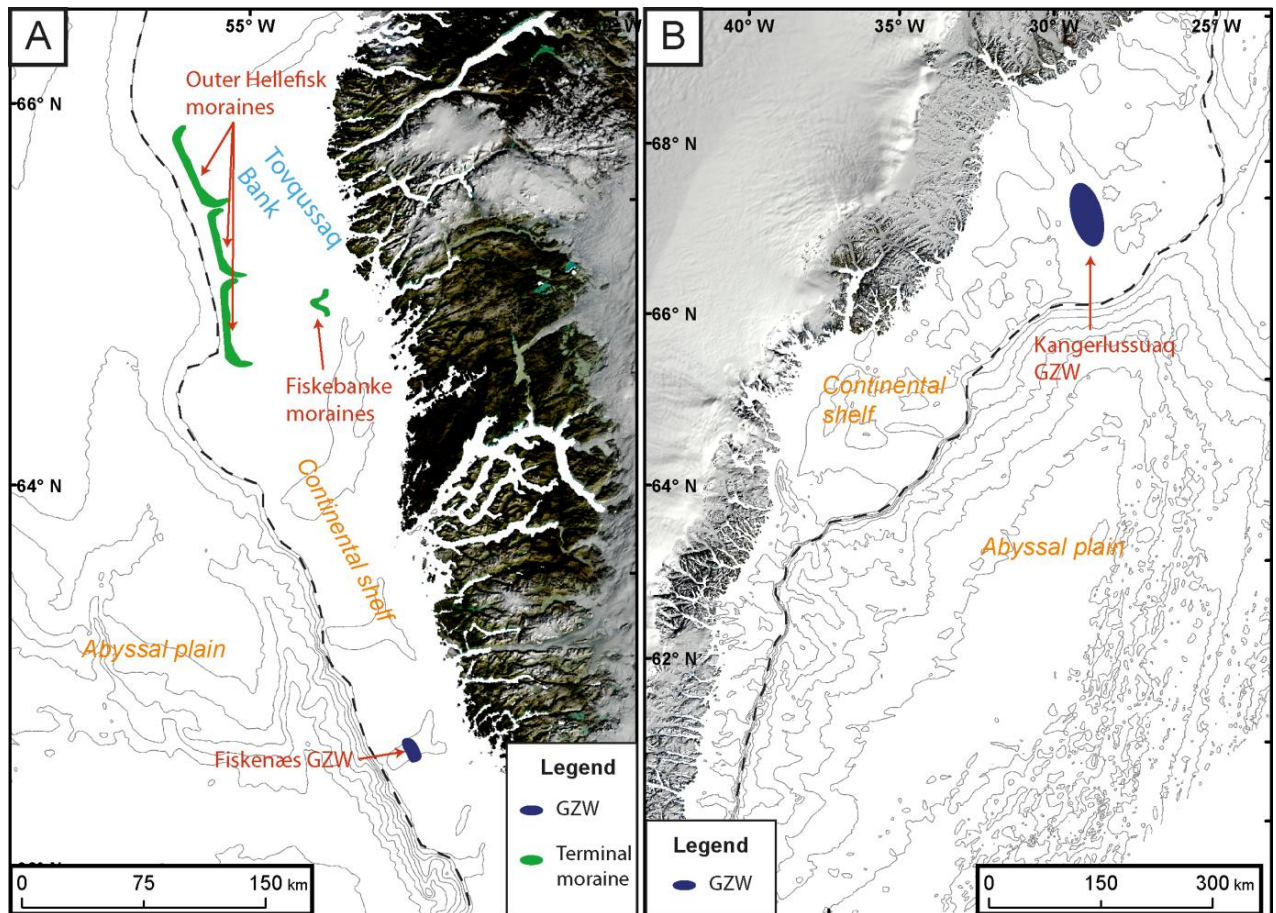 A
55° W
50° W
66° N
Outer Hellefisk
moraines
Tovqussaq
Bank
Fiskebanke
moraines
64° N
Continental shelf
Abyssal plain
Fiskenæs GZW
Legend
GZW
Terminal
moraine
0 75 150 km
B
40° W
35° W
30° W
25° W
68° N
66° N
Kangerlussuaq
GZW
Continental
shelf
64° N
Abyssal plain
62° N
Legend
GZW
0 150 300 km